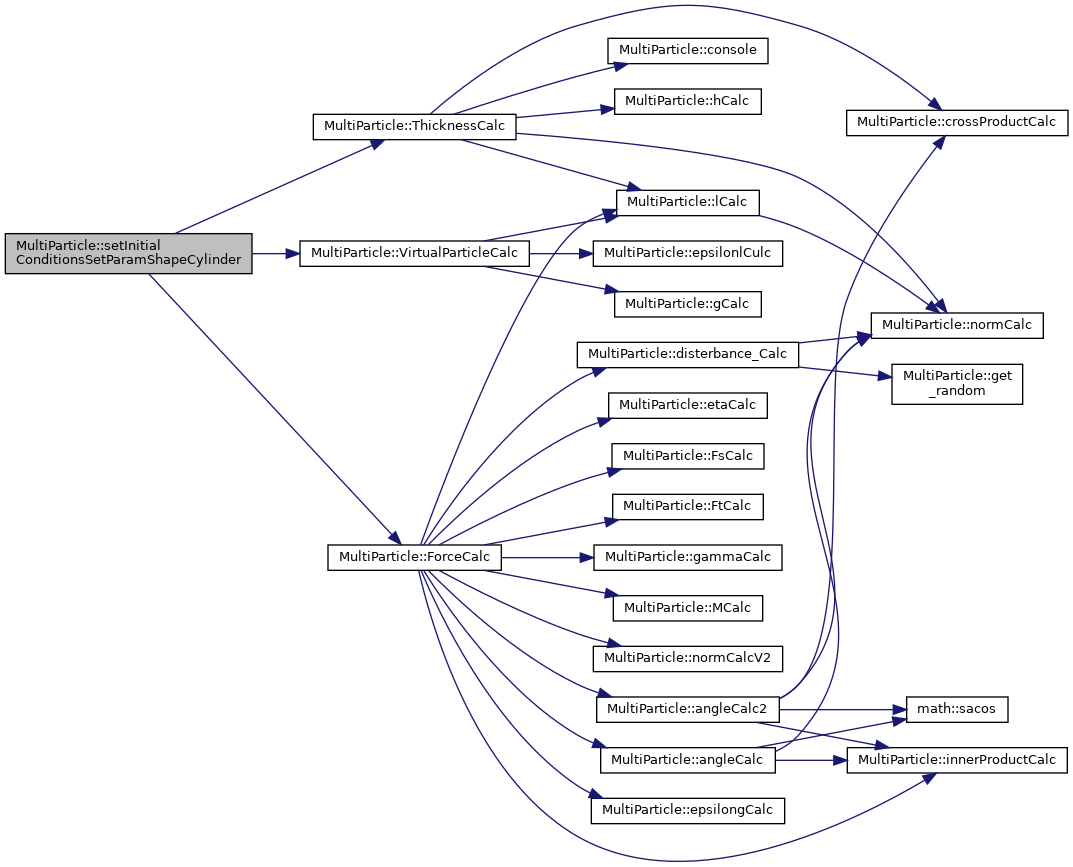 MultiParticle::setInitial
ConditionsSetParamShapeCylinder
MultiParticle::ThicknessCalc
MultiParticle::VirtualParticleCalc
MultiParticle::ForceCalc
MultiParticle::console
MultiParticle::hCalc
MultiParticle::lCalc
MultiParticle::epsilonlCulc
MultiParticle::gCalc
MultiParticle::disterbance_Calc
MultiParticle::etaCalc
MultiParticle::FsCalc
MultiParticle::FtCalc
MultiParticle::gammaCalc
MultiParticle::MCalc
MultiParticle::normCalcV2
MultiParticle::angleCalc2
MultiParticle::angleCalc
MultiParticle::epsilongCalc
MultiParticle::crossProductCalc
MultiParticle::normCalc
MultiParticle::get
_random
math::sacos
MultiParticle::innerProductCalc